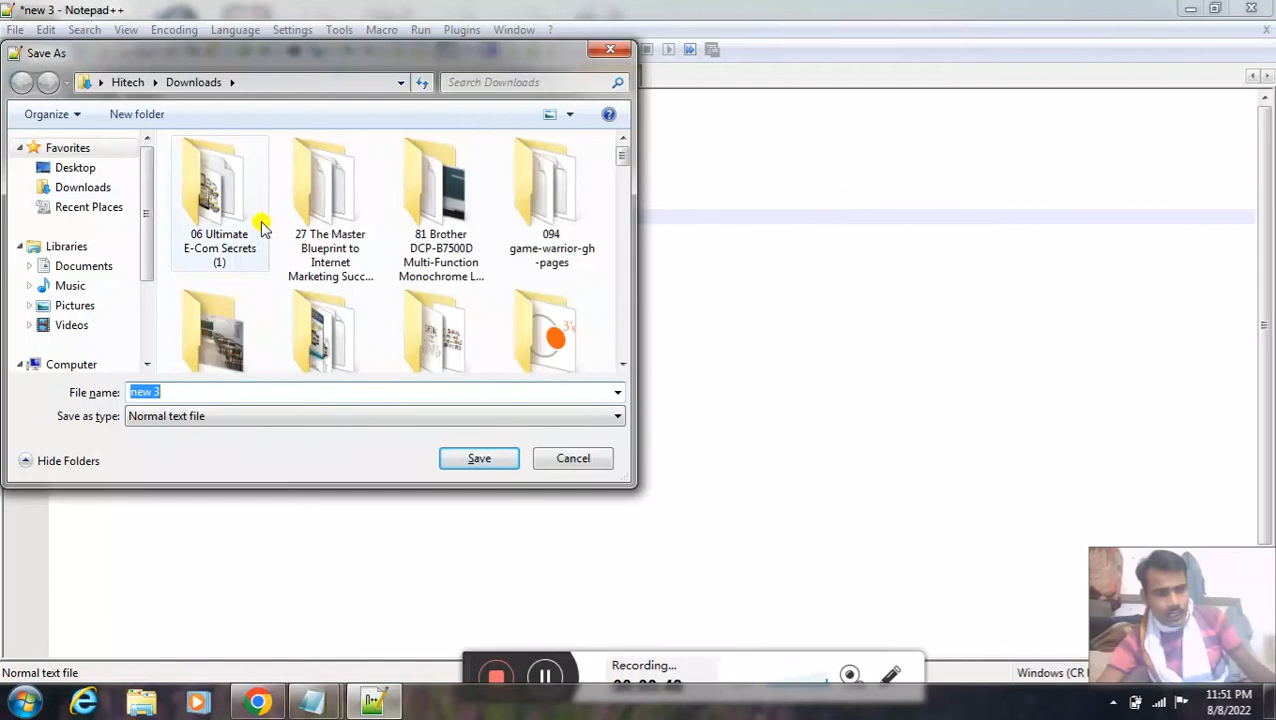 *new 3 - Notepad++
File Edit Search View Encoding Language Settings Tools Macro Run Plugins Window ? X
Save As
Hitech Downloads Search Downloads
Organize New folder
Favorites
Desktop
Downloads
Recent Places
Libraries
Documents
Music
Pictures
Videos
Computer
06 Ultimate
E-Com Secrets
(1)
27 The Master
Blueprint to
Internet
Marketing Succ...
81 Brother
DCP-B7500D
Multi-Function
Monochrome L...
094
game-warrior-gh
-pages
File name: new 3
Save as type: Normal text file
Hide Folders Save Cancel
Recording...
Normal text file Windows (CR
11:51 PM
8/8/2022